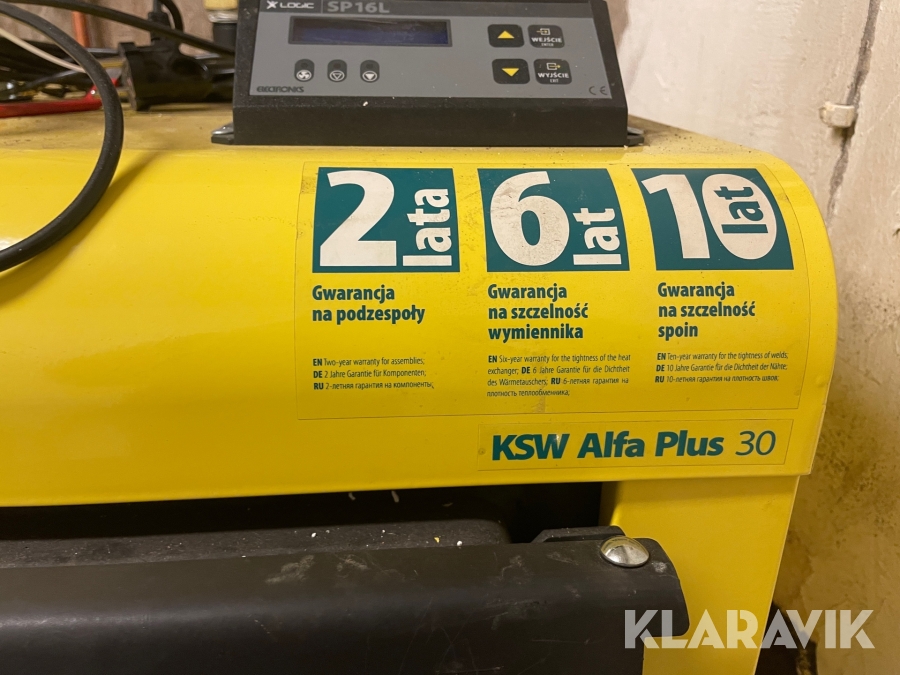 LOGIC SP16L
WEJŚCIE
ENTER
WYJŚCIE
EXIT
ELEKTRONIKS
CE
2 lata
Gwarancja
na podzespoły
EN Two-year warranty for assemblies;
DE 2 Jahre Garantie für Komponenten;
RU 2-летняя гарантия на компоненты;
6 lat
Gwarancja
na szczelność
wymiennika
EN Six-year warranty for the tightness of the heat
exchanger; DE 6 Jahre Garantie für die Dichtheit
des Wärmetauschers; RU 6-летняя гарантия на
плотность теплообменника;
10 lat
Gwarancja
na szczelność
spoin
EN Ten-year warranty for the tightness of welds;
DE 10 Jahre Garantie für die Dichtheit der Nähte;
RU 10-летняя гарантия на плотность швов;
KSW Alfa Plus 30
KLARAVIK